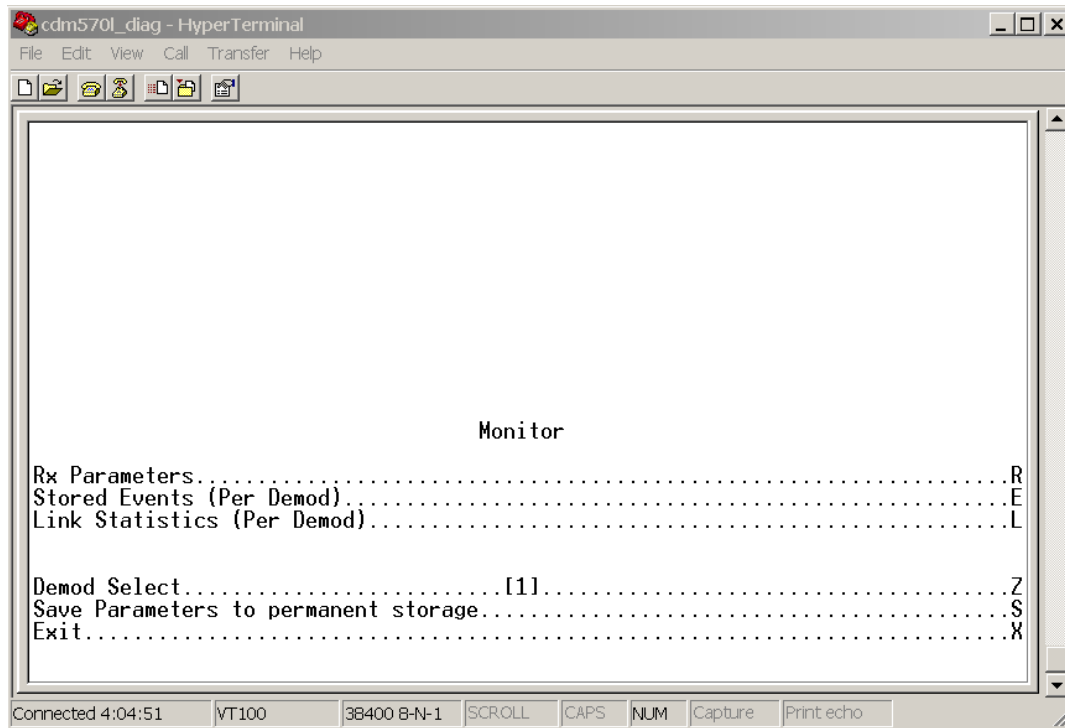 cdm570l_diag - HyperTerminal
File Edit View Call Transfer Help
Monitor
Rx Parameters..................................................................R
Stored Events (Per Demod)......................................................E
Link Statistics (Per Demod)....................................................L
Demod Select..........................[1]......................................Z
Save Parameters to permanent storage...........................................S
Exit...........................................................................X
Connected 4:04:51 VT100 38400 8-N-1 SCROLL CAPS NUM Capture Print echo